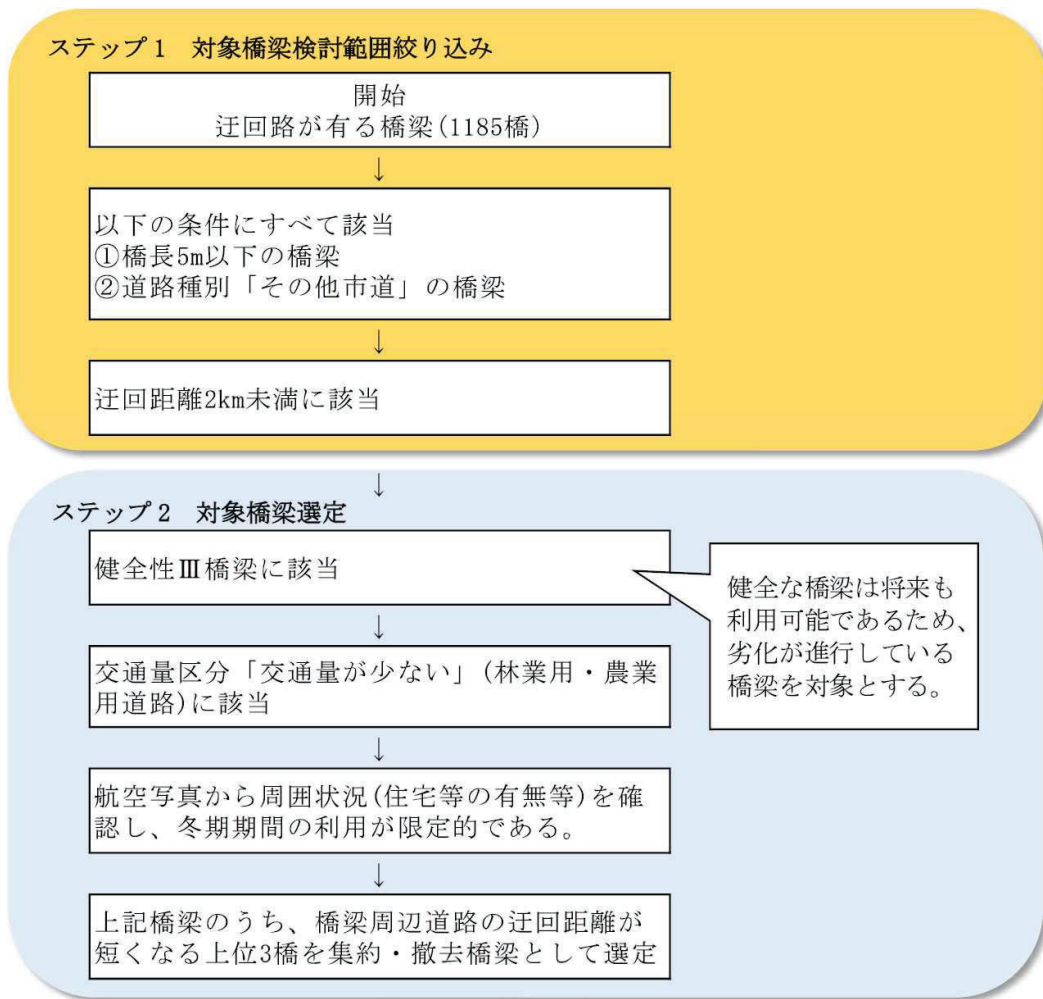 ステップ1 対象橋梁検討範囲絞り込み
開始
迂回路が有る橋梁(1185橋)
↓
以下の条件にすべて該当
①橋長5m以下の橋梁
②道路種別「その他市道」の橋梁
↓
迂回距離2km未満に該当
↓
ステップ2 対象橋梁選定
健全性Ⅲ橋梁に該当
健全な橋梁は将来も
利用可能であるため、
劣化が進行している
橋梁を対象とする。
↓
交通量区分「交通量が少ない」(林業用・農業
用道路)に該当
↓
航空写真から周囲状況(住宅等の有無等)を確
認し、冬期期間の利用が限定的である。
↓
上記橋梁のうち、橋梁周辺道路の迂回距離が
短くなる上位3橋を集約・撤去橋梁として選定